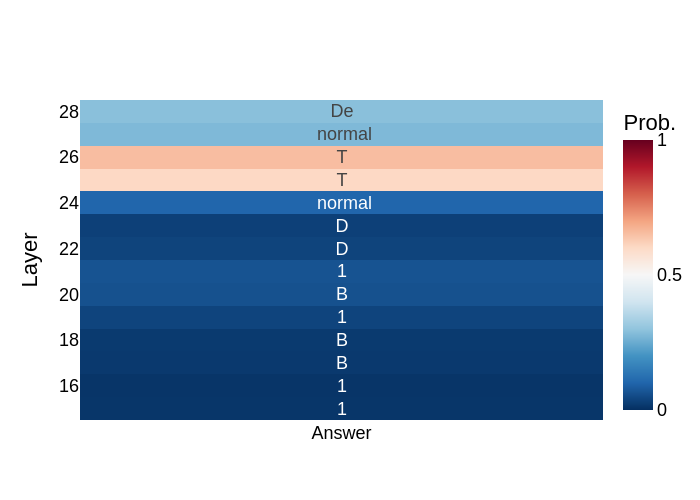 28 De
normal
26 T
T
24 normal
D
22 D
1
20 B
1
18 B
B
16 1
1
Answer
Layer
Prob.
1
0.5
0